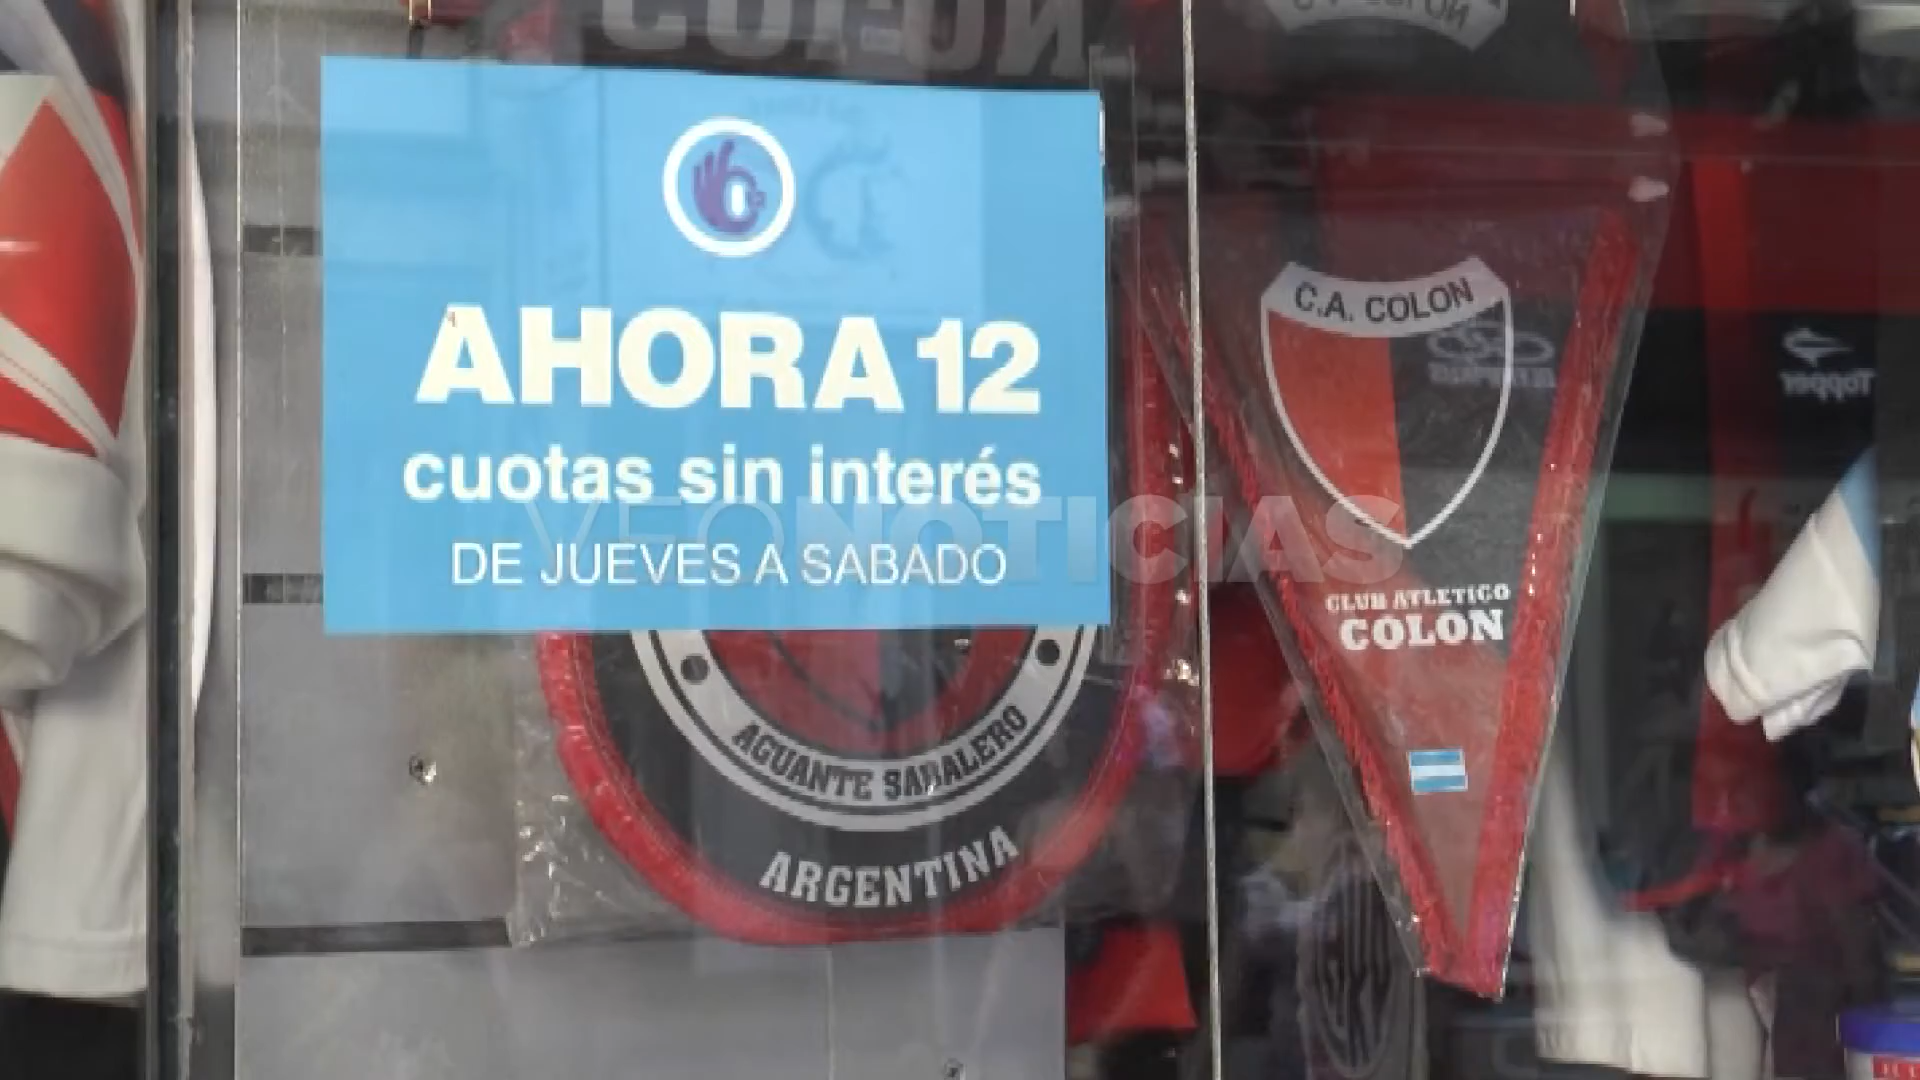 COLON
AHORA 12
cuotas sin interés
DE JUEVES A SABADO
VEONOTICIAS
C.A. COLON
Topper
CLUB ATLETICO
COLON
AGUANTE SABALERO
ARGENTINA